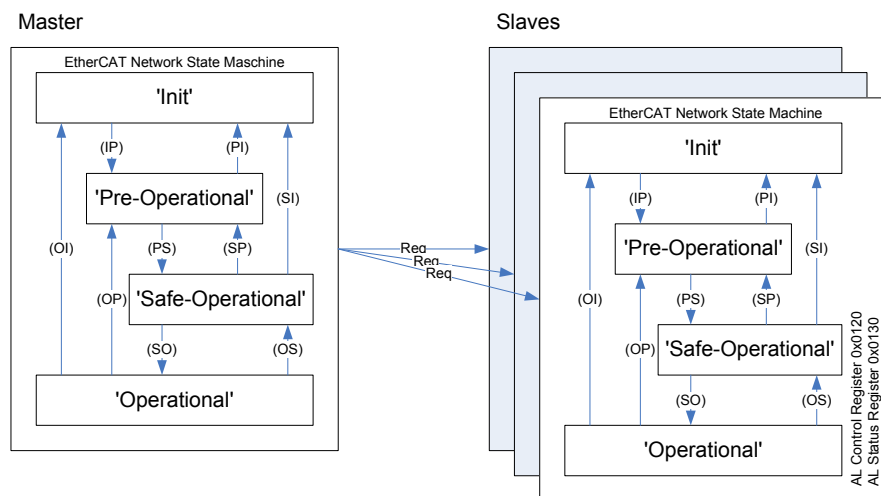 Master
EtherCAT Network State Maschine
'Init'
(IP)
(PI)
'Pre-Operational'
(SI)
(OI)
(PS)
(SP)
(OP)
'Safe-Operational'
(SO)
(OS)
'Operational'
Req
Req
Req
Slaves
EtherCAT Network State Machine
'Init'
(IP)
(PI)
'Pre-Operational'
(SI)
(OI)
(PS)
(SP)
(OP)
'Safe-Operational'
(SO)
(OS)
'Operational'
AL Control Register 0x0120
AL Status Register 0x0130